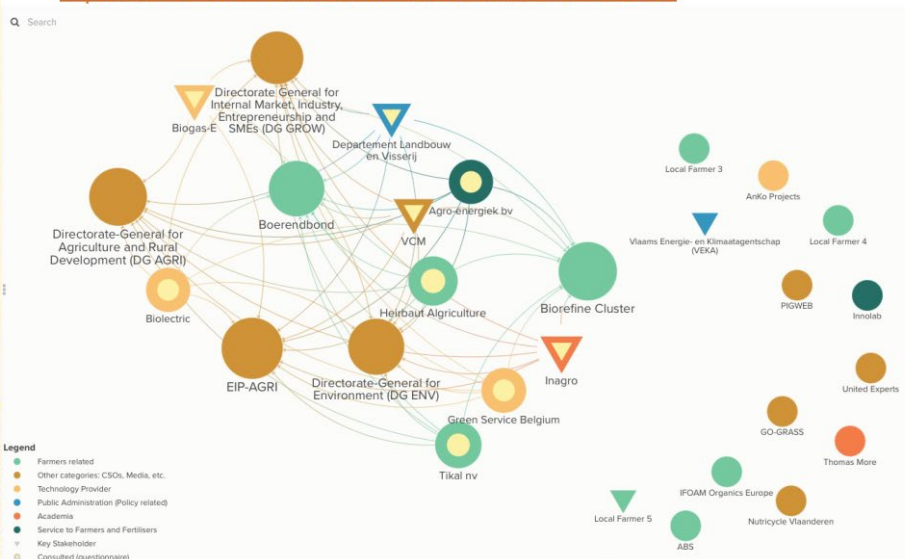 Search
Directorate General for
Internal Market, Industry,
Entrepreneurship and
SMEs (DG GROW)
Biogas-E
Departement Landbouw
en Visserij
Local Farmer 3
AnKo Projects
Boerendbond
Agro-energiek.bv
VCM
Directorate-General for
Agriculture and Rural
Development (DG AGRI)
Vlaams Energie- en Klimaatagentschap
(VEKA)
Local Farmer 4
Biolectric
Heirbaut Algriculture
Biorefine Cluster
PIGWEB
Innolab
EIP-AGRI
Directorate-General for
Environment (DG ENV)
Inagro
United Experts
Green Service Belgium
GO-GRASS
Tikal nv
Thomas More
IFOAM Organics Europe
Local Farmer 5
Nutricycle Vlaanderen
ABS
Legend
Farmers related
Other categories: CSOs, Media, etc.
Technology Provider
Public Administration (Policy related)
Academia
Service to Farmers and Fertilisers
Key Stakeholder
Consulted (questionnaire)